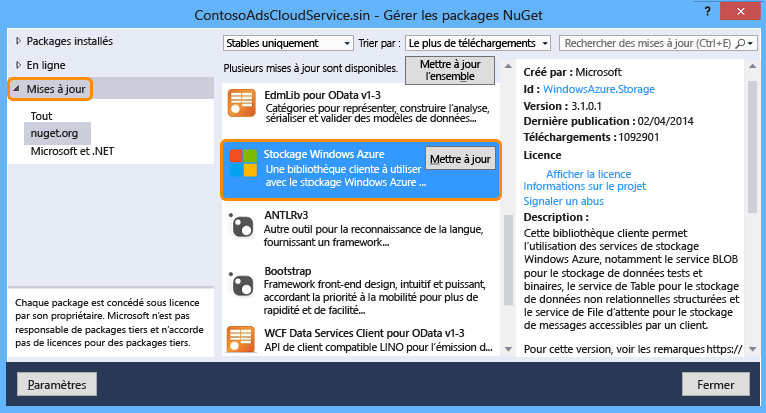 ContosoAdsCloudService.sin - Gérer les packages NuGet
?
Packages installés
En ligne
Mises à jour
Tout
nuget.org
Microsoft et .NET
Chaque package est concédé sous licence
par son propriétaire. Microsoft n'est pas
responsable de packages tiers et n'accorde
pas de licences pour des packages tiers.
Stables uniquement
Trier par :
Le plus de téléchargements
Rechercher des mises à jour (Ctrl+E)
Plusieurs mises à jour sont disponibles.
Mettre à jour
l'ensemble
EdmLib pour OData v1-3
Catégories pour représenter, construire l'analyse,
sérialiser et valider des modèles de données...
Stockage Windows Azure
Une bibliothèque cliente à utiliser
avec le stockage Windows Azure ...
Mettre à jour
ANTLRv3
Autre outil pour la reconnaissance de la langue,
fournissant un framework...
Bootstrap
Framework front-end design, intuitif et puissant,
accordant la priorité à la mobilité pour plus de
rapidité et de facilité...
WCF Data Services Client pour OData v1-3
API de client compatible LINO pour l'émission d...
Créé par : Microsoft
Id : WindowsAzure.Storage
Version : 3.1.0.1
Dernière publication : 02/04/2014
Téléchargements : 1092901
Licence
Afficher la licence
Informations sur le projet
Signaler un abus
Description :
Cette bibliothèque cliente permet
l'utilisation des services de stockage
Windows Azure, notamment le service BLOB
pour le stockage de données tests et
binaires, le service de Table pour le stockage
de données non relationnelles structurées et
le service de File d'attente pour le stockage
de messages accessibles par un client.
Pour cette version, voir les remarques https://
Paramètres
Fermer